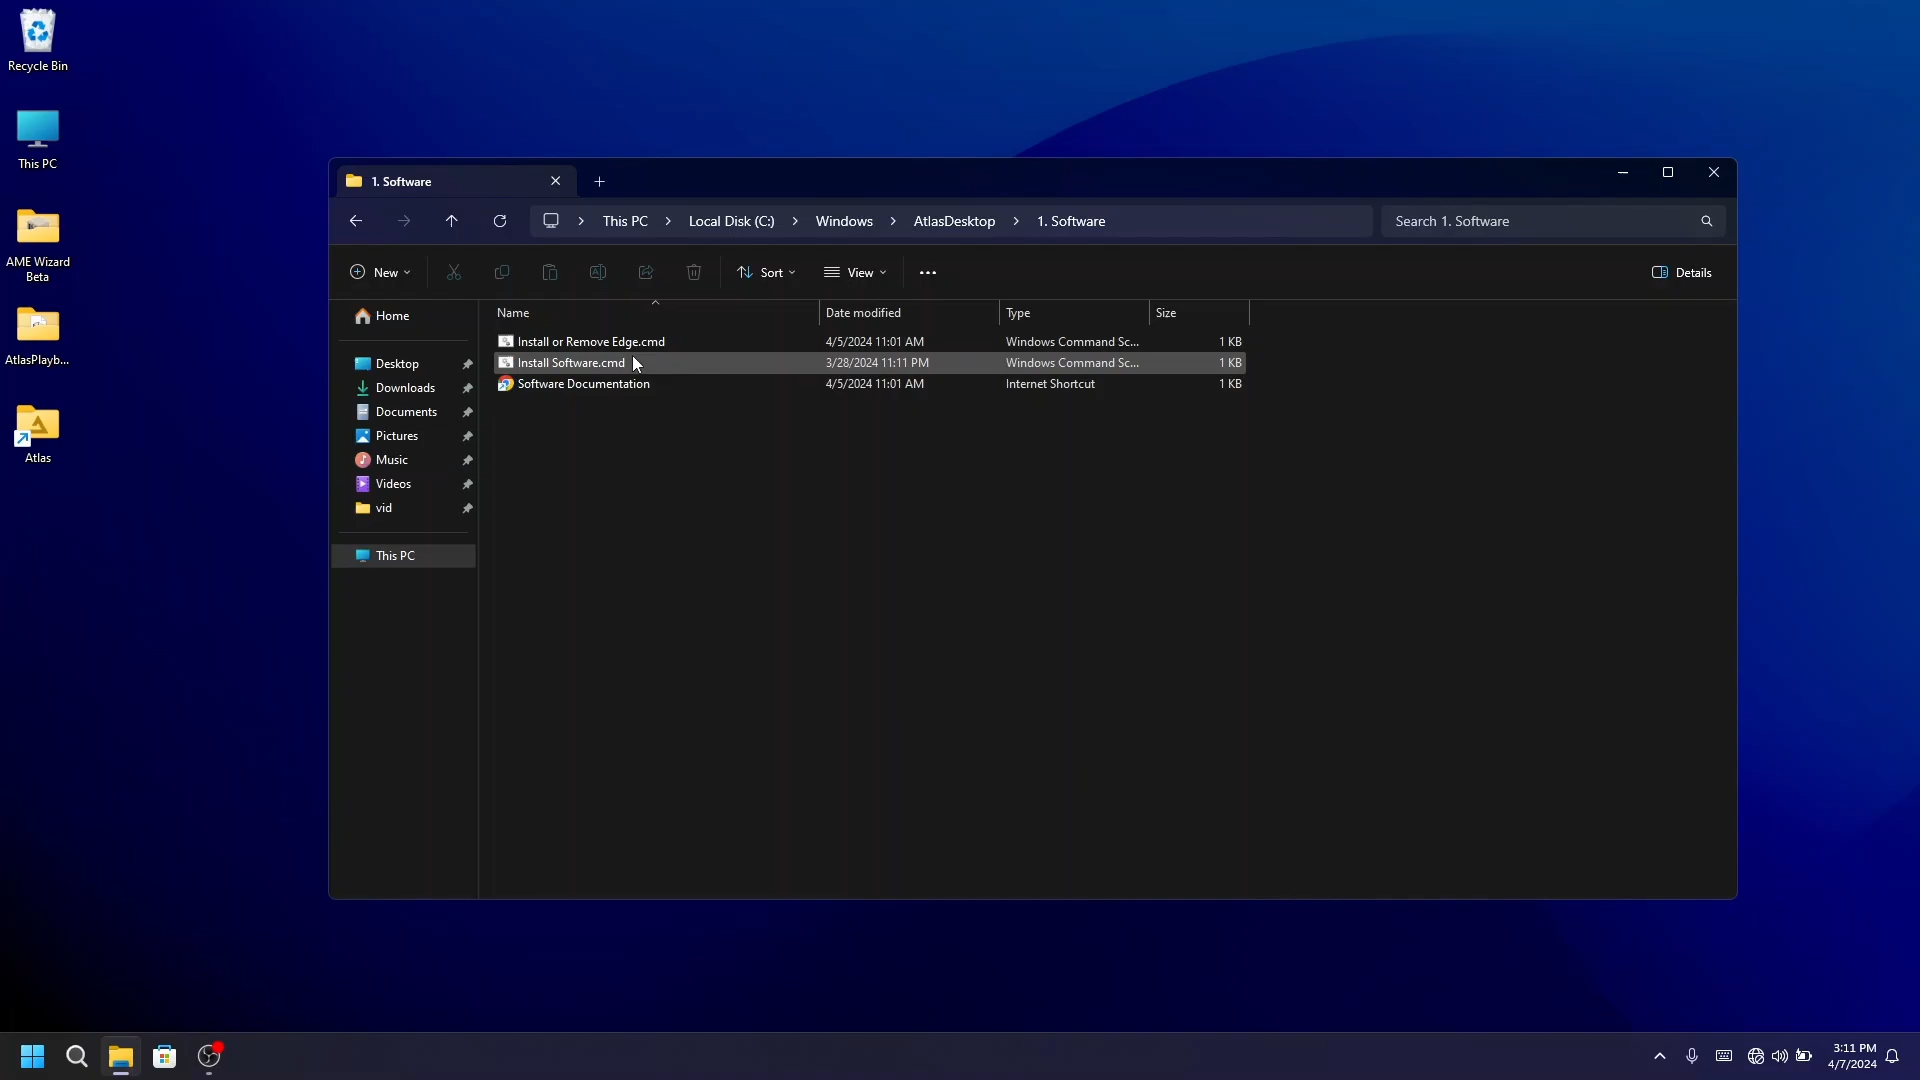 Recycle Bin
This PC
AME Wizard
Beta
AtlasPlayb...
Atlas
1. Software
This PC
Local Disk (C:)
Windows
AtlasDesktop
1. Software
Search 1. Software
New
Sort
View
Details
Home
Desktop
Downloads
Documents
Pictures
Music
Videos
vid
This PC
Name Date modified Type Size
Install or Remove Edge.cmd 4/5/2024 11:01 AM Windows Command Sc... 1 KB
Install Software.cmd 3/28/2024 11:11 PM Windows Command Sc... 1 KB
Software Documentation 4/5/2024 11:01 AM Internet Shortcut 1 KB
3:11 PM
4/7/2024